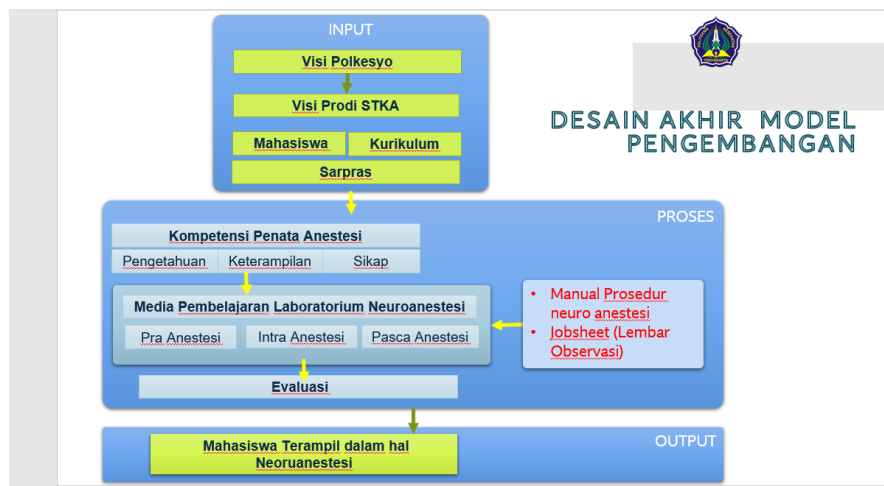 INPUT
Visi Polkesyo
Visi Prodi STKA
Mahasiswa
Kurikulum
Sarpras
DESAIN AKHIR MODEL
PENGEMBANGAN
PROSES
Kompetensi Penata Anestesi
Pengetahuan
Keterampilan
Sikap
Media Pembelajaran Laboratorium Neuroanestesi
Pra Anestesi
Intra Anestesi
Pasca Anestesi
• Manual Prosedur
neuro anestesi
• Jobsheet (Lembar
Observasi)
Evaluasi
OUTPUT
Mahasiswa Terampil dalam hal
Neoruanestesi